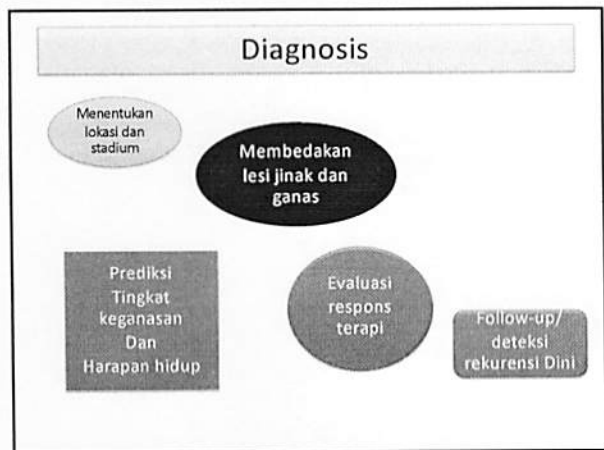 Diagnosis
Menentukan
lokasi dan
stadium
Membedakan
lesi jinak dan
ganas
Prediksi
Tingkat
keganasan
Dan
Harapan hidup
Evaluasi
respons
terapi
Follow-up/
deteksi
rekurensi Dini